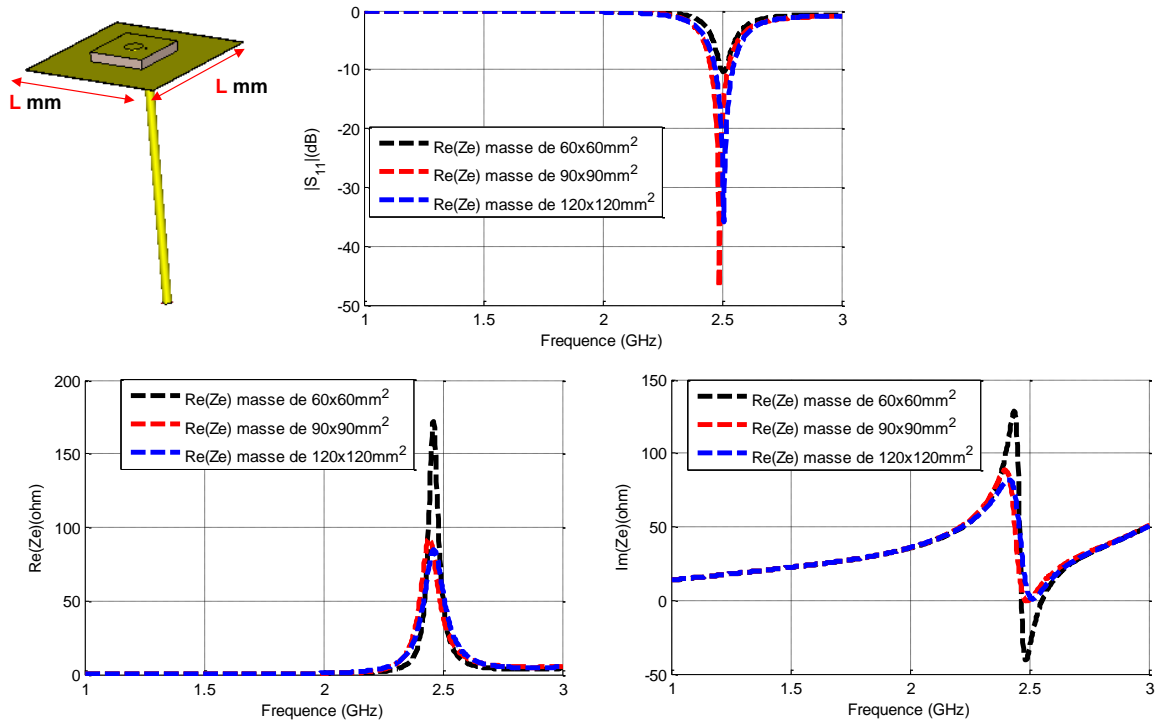 L mm
L mm
0
-10
-20
-30
-40
-50
1
1.5
2
2.5
3
Frequence (GHz)
|S11|(dB)
Re(Ze) masse de 60x60mm²
Re(Ze) masse de 90x90mm²
Re(Ze) masse de 120x120mm²
200
150
100
50
0
1
1.5
2
2.5
3
Frequence (GHz)
Re(Ze)(ohm)
Re(Ze) masse de 60x60mm²
Re(Ze) masse de 90x90mm²
Re(Ze) masse de 120x120mm²
150
100
50
0
-50
1
1.5
2
2.5
3
Frequence (GHz)
Im(Ze)(ohm)
Re(Ze) masse de 60x60mm²
Re(Ze) masse de 90x90mm²
Re(Ze) masse de 120x120mm²